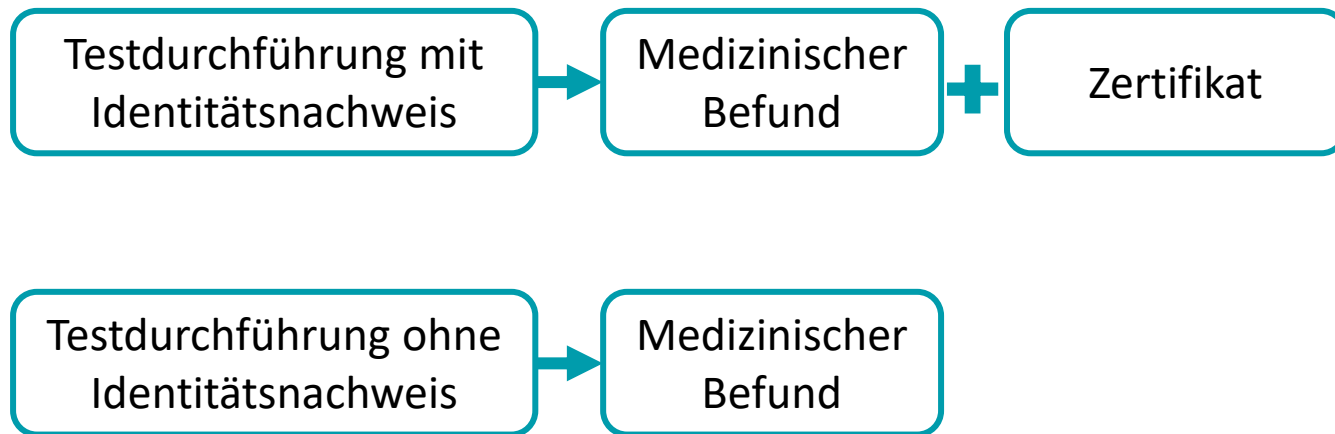 Testdurchführung mit
Identitätsnachweis
Medizinischer
Befund
Zertifikat
Testdurchführung ohne
Identitätsnachweis
Medizinischer
Befund